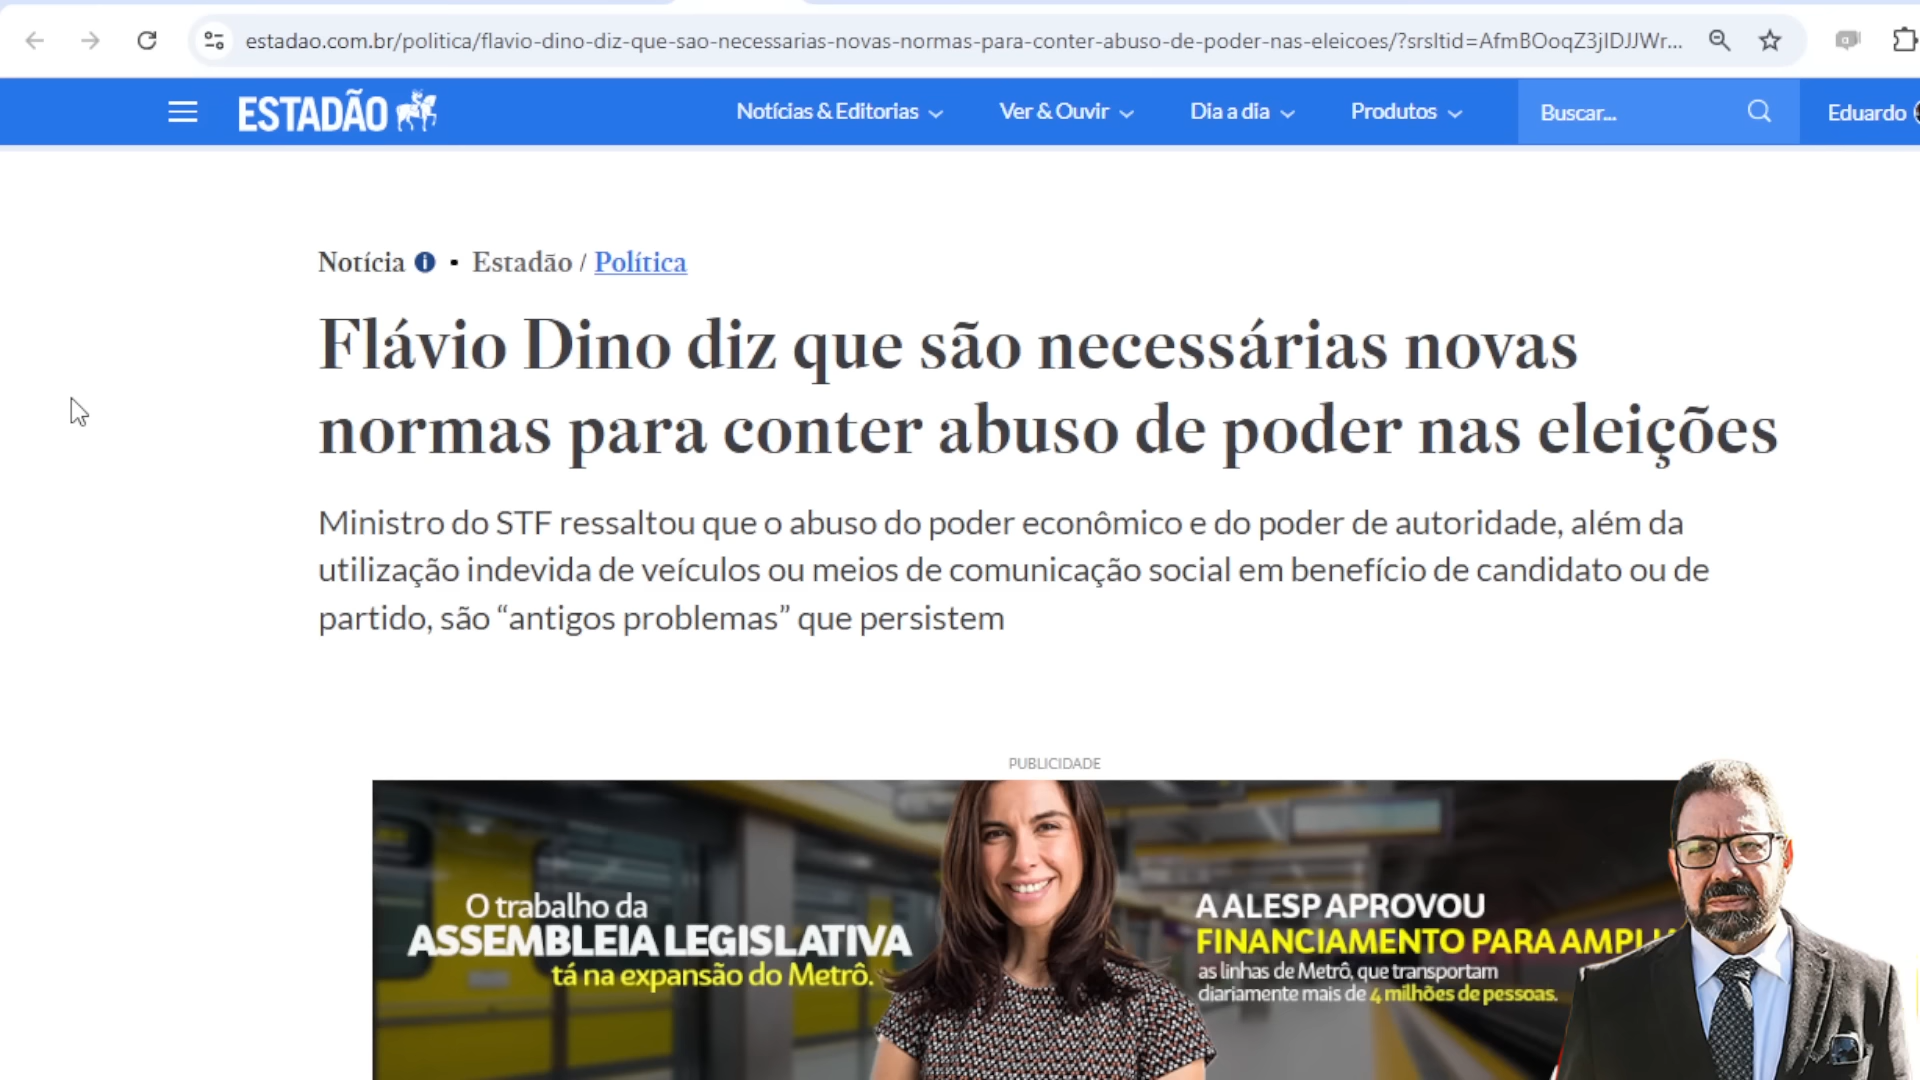 estadao.com.br/politica/flavio-dino-diz-que-sao-necessarias-novas-normas-para-conter-abuso-de-poder-nas-eleicoes/?srsltid=AfmBOoqZ3jIDJJWr...
ESTADÃO
Notícias & Editorias
Ver & Ouvir
Dia a dia
Produtos
Buscar...
Eduardo
Notícia • Estadão / Política
Flávio Dino diz que são necessárias novas
normas para conter abuso de poder nas eleições
Ministro do STF ressaltou que o abuso do poder econômico e do poder de autoridade, além da
utilização indevida de veículos ou meios de comunicação social em benefício de candidato ou de
partido, são “antigos problemas” que persistem
PUBLICIDADE
O trabalho da
ASSEMBLEIA LEGISLATIVA
tá na expansão do Metrô.
A ALESP APROVOU
FINANCIAMENTO PARA
as linhas de Metrô, que transportam
diariamente mais de 4 milhões de pessoas.